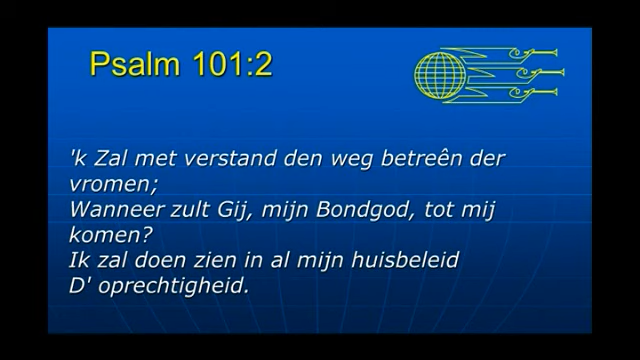 Psalm 101:2
'k Zal met verstand den weg betreên der
vromen;
Wanneer zult Gij, mijn Bondgod, tot mij
komen?
Ik zal doen zien in al mijn huisbeleid
D' oprechtigheid.